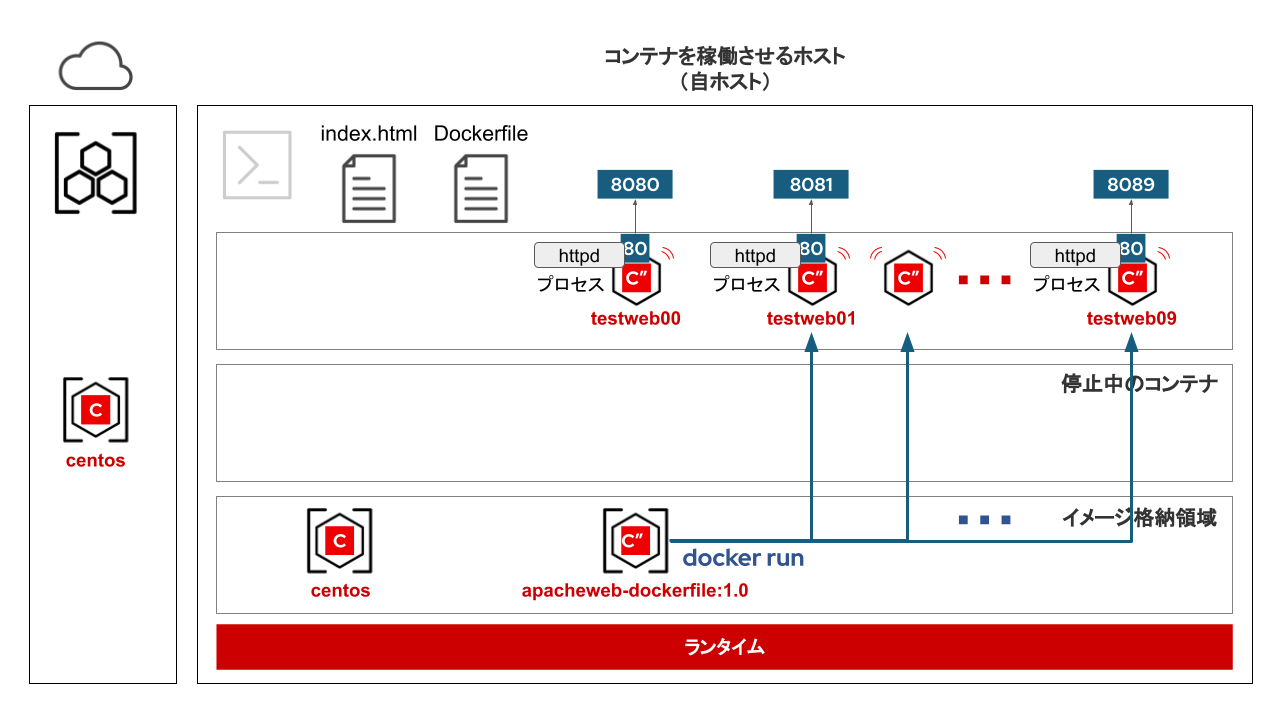 コンテナを稼働させるホスト
（自ホスト）
index.html Dockerfile
8080 8081 8089
httpd 80 httpd 80 httpd 80
プロセス C” プロセス C” C” プロセス C”
testweb00 testweb01 testweb09
停止中のコンテナ
C
centos
イメージ格納領域
C C”
docker run
centos apacheweb-dockerfile:1.0
ランタイム